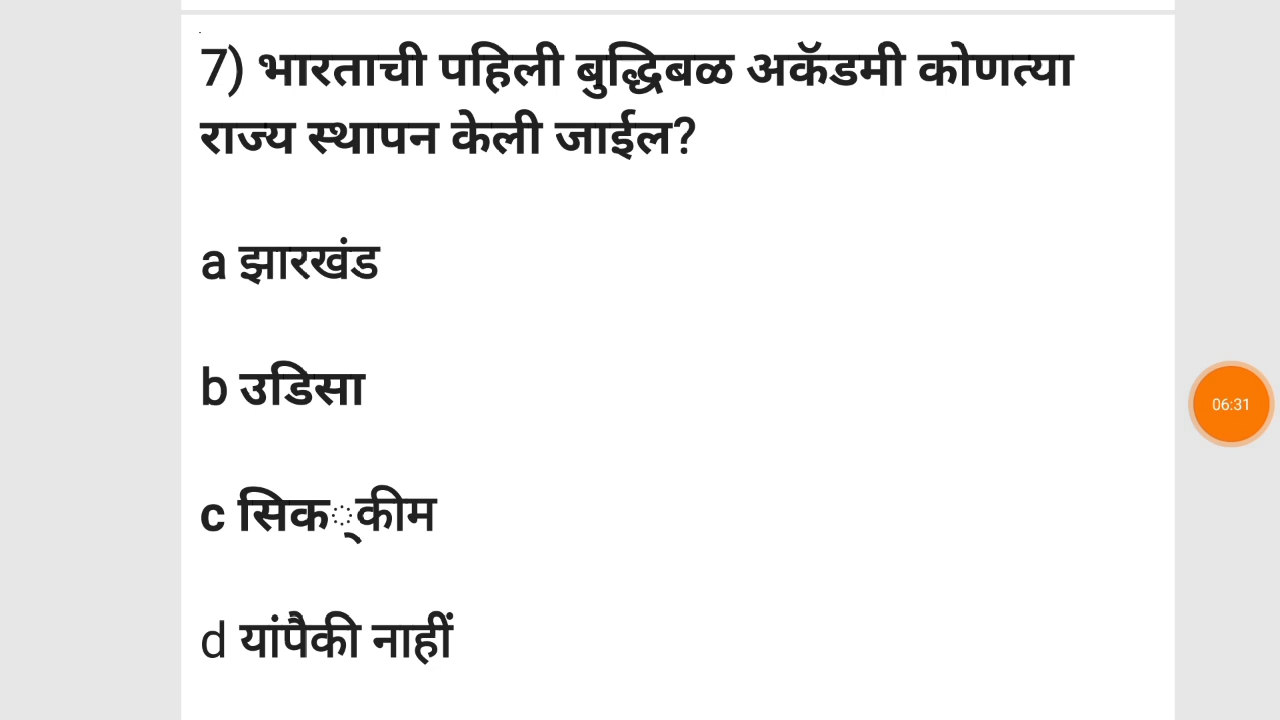 7) भारताची पहिली बुद्धिबळ अकॅडमी कोणत्या
राज्य स्थापन केली जाईल?
a झारखंड
b उडिसा
c सिक्कीम
d यांपैकी नाहीं
06:31